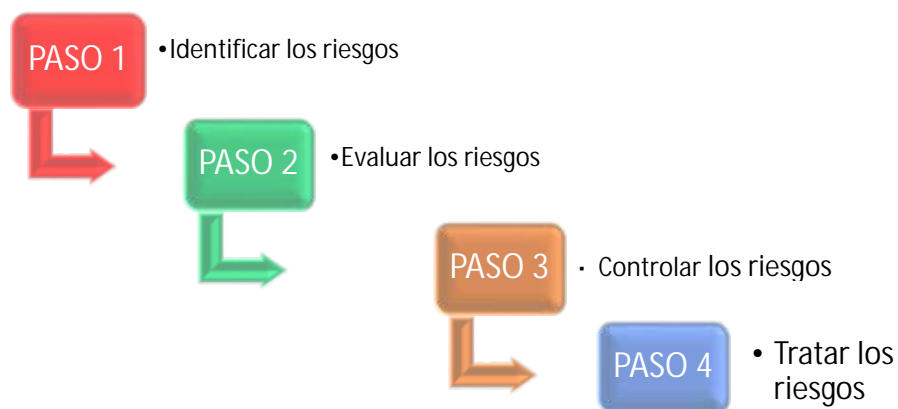 PASO 1
•Identificar los riesgos
PASO 2
•Evaluar los riesgos
PASO 3
· Controlar los riesgos
PASO 4
• Tratar los
riesgos